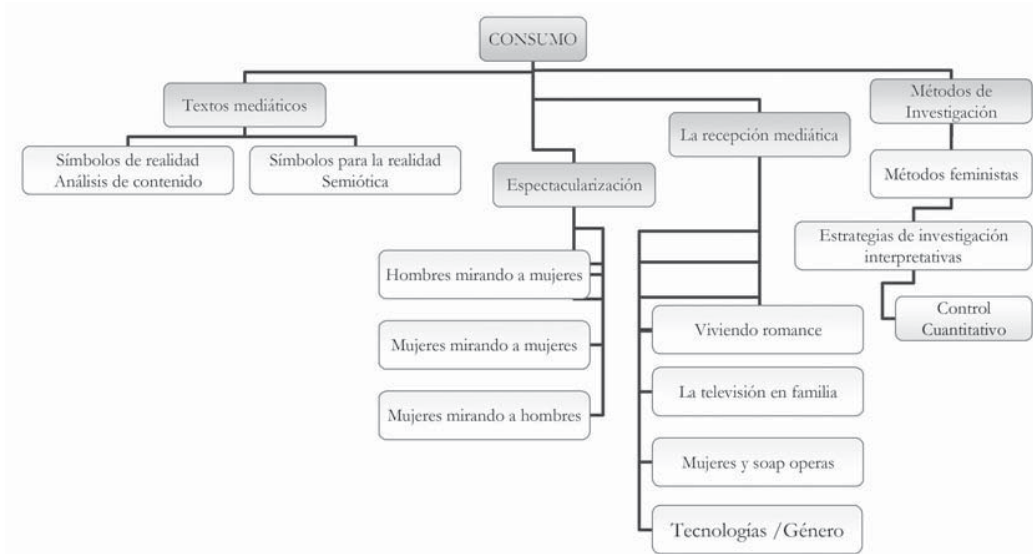 CONSUMO
Textos mediáticos
Símbolos de realidad
Análisis de contenido
Símbolos para la realidad
Semiótica
Espectacularización
Hombres mirando a mujeres
Mujeres mirando a mujeres
Mujeres mirando a hombres
La recepción mediática
Viviendo romance
La televisión en familia
Mujeres y soap operas
Tecnologías /Género
Métodos de
Investigación
Métodos feministas
Estrategias de investigación
interpretativas
Control
Cuantitativo